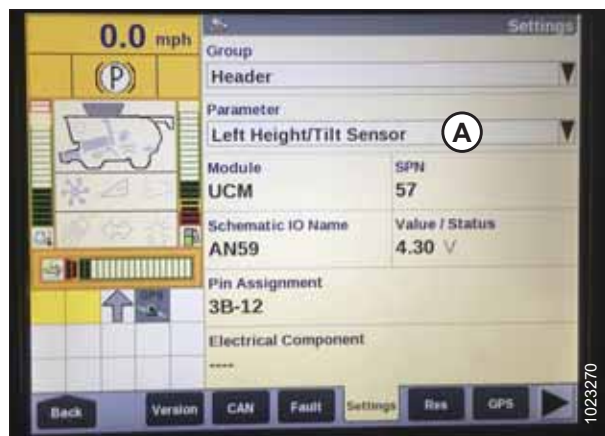 0.0 mph
(P)
Settings
Group
Header
Parameter
Left Height/Tilt Sensor
A
Module
UCM
SPN
57
Schematic IO Name
AN59
Value / Status
4.30 V
Pin Assignment
3B-12
Electrical Component
----
Back
Version
CAN
Fault
Settings
Res
GPS
1023270